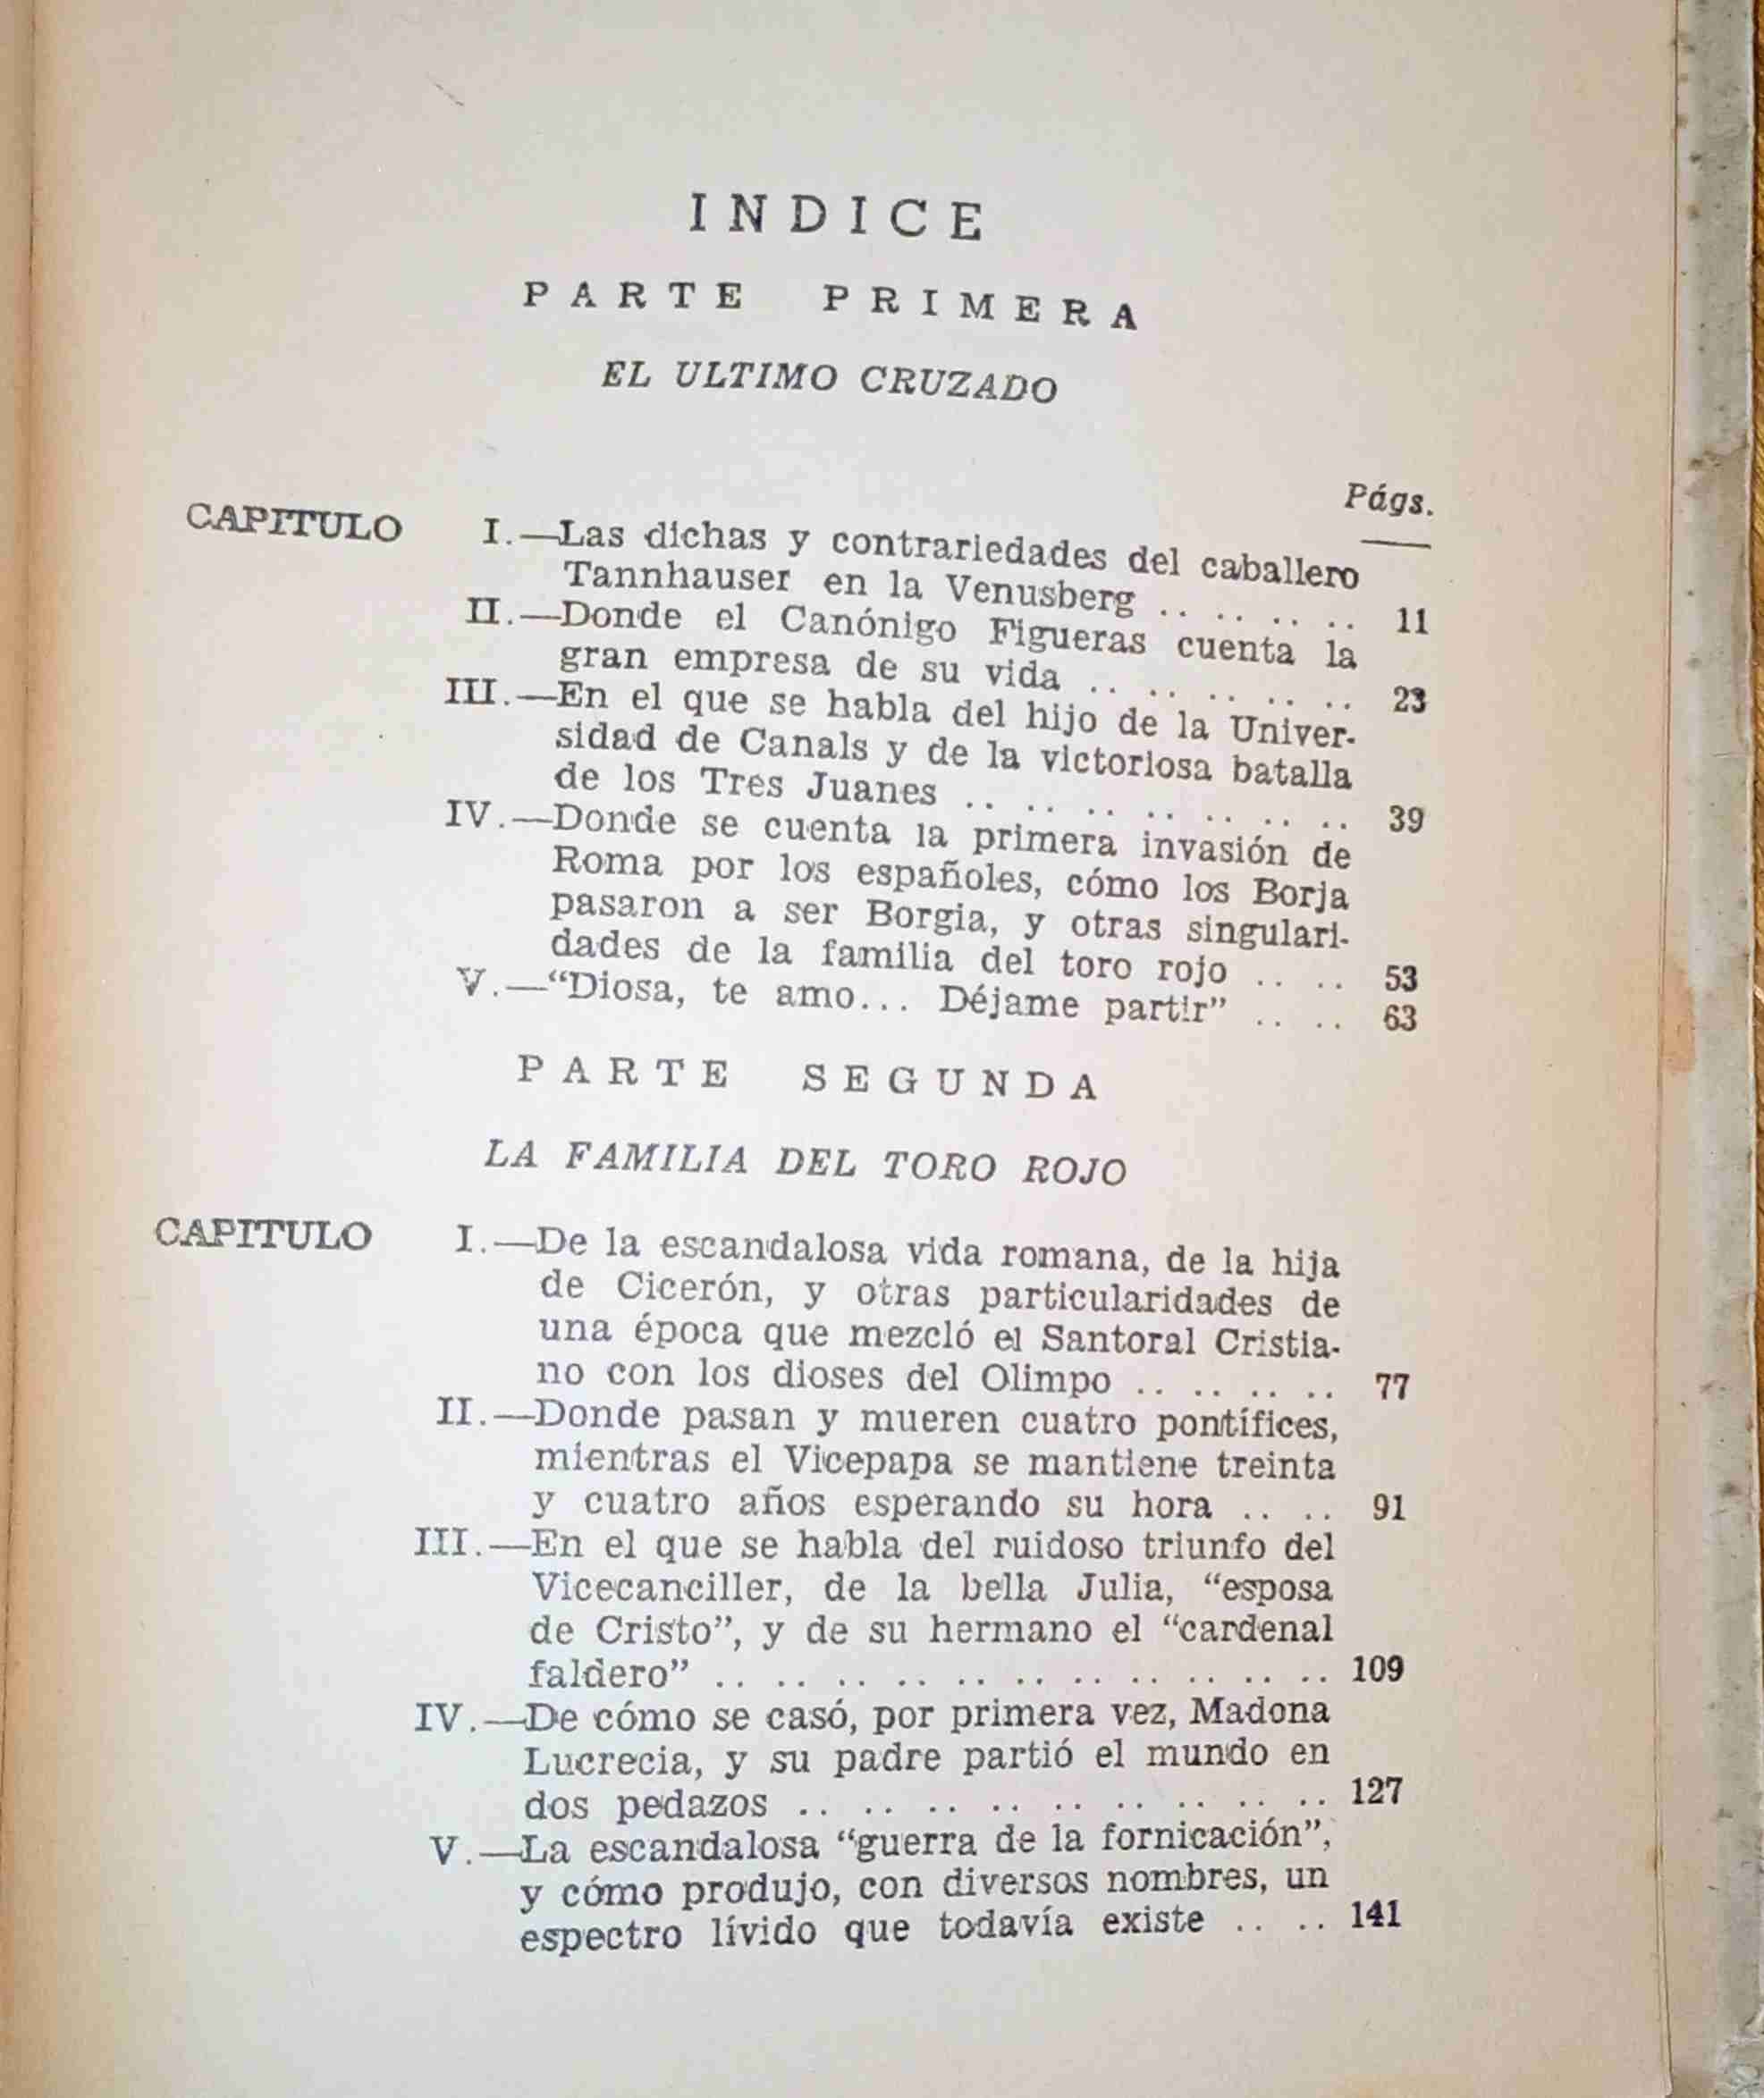 INDICE
PARTE PRIMERA
EL ULTIMO CRUZADO
Págs.
CAPITULO I.—Las dichas y contrariedades del caballero
Tannhauser en la Venusberg .. .. .. .. 11
II.—Donde el Canónigo Figueras cuenta la
gran empresa de su vida .. .. .. .. .. 23
III.—En el que se habla del hijo de la Univer-
sidad de Canals y de la victoriosa batalla
de los Tres Juanes .. .. .. .. .. .. .. 39
IV.—Donde se cuenta la primera invasión de
Roma por los españoles, cómo los Borja
pasaron a ser Borgia, y otras singulari-
dades de la familia del toro rojo .. .. 53
V.—“Diosa, te amo... Déjame partir” .. .. 63
PARTE SEGUNDA
LA FAMILIA DEL TORO ROJO
CAPITULO I.—De la escandalosa vida romana, de la hija
de Cicerón, y otras particularidades de
una época que mezcló el Santoral Cristia-
no con los dioses del Olimpo .. .. .. .. 77
II.—Donde pasan y mueren cuatro pontífices,
mientras el Vicepapa se mantiene treinta
y cuatro años esperando su hora .. .. 91
III.—En el que se habla del ruidoso triunfo del
Vicecanciller, de la bella Julia, “esposa
de Cristo”, y de su hermano el “cardenal
faldero” .. .. .. .. .. .. .. .. .. .. .. 109
IV.—De cómo se casó, por primera vez, Madona
Lucrecia, y su padre partió el mundo en
dos pedazos .. .. .. .. .. .. .. .. .. 127
V.—La escandalosa “guerra de la fornicación”,
y cómo produjo, con diversos nombres, un
espectro lívido que todavía existe .. .. 141